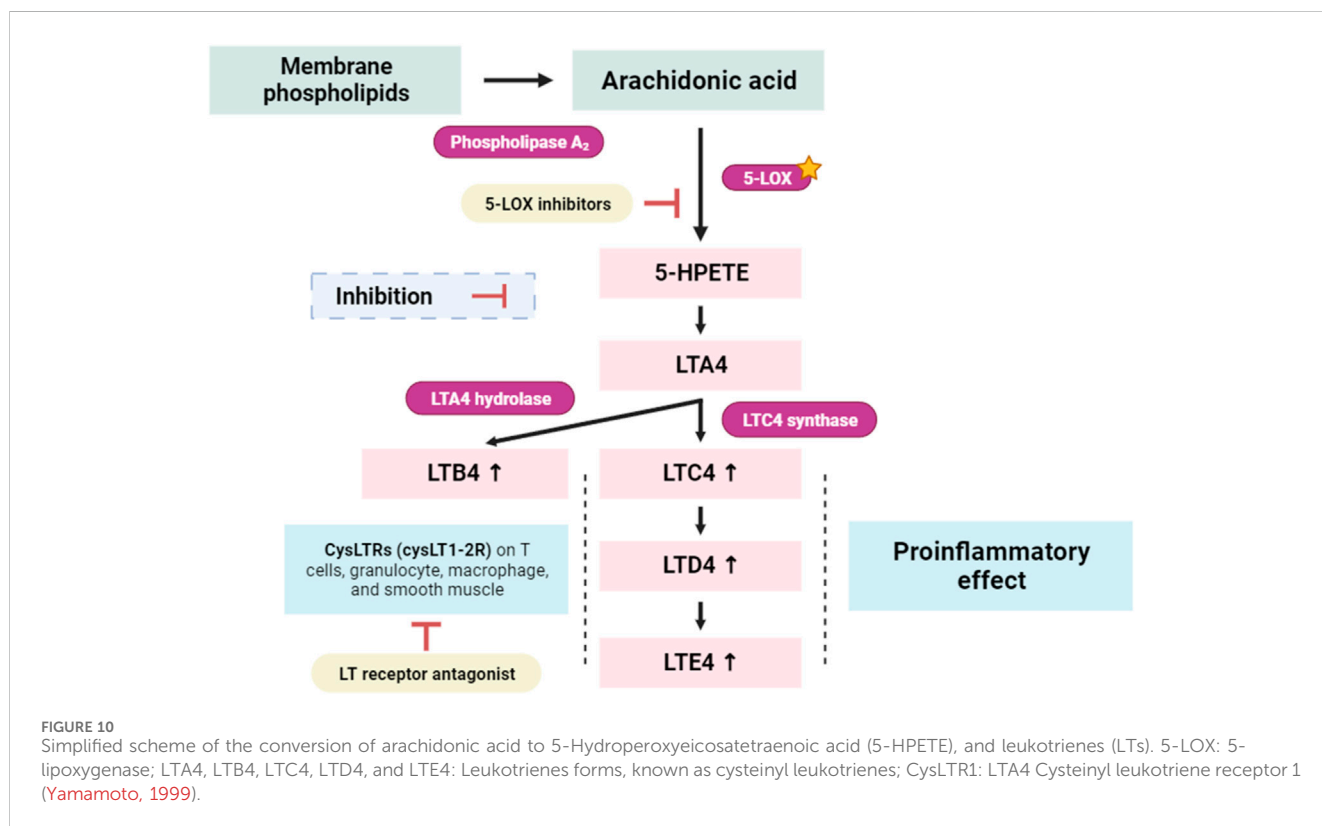 Membrane
phospholipids
Arachidonic acid
Phospholipase A₂
5-LOX
5-LOX inhibitors
5-HPETE
Inhibition
LTA4
LTA4 hydrolase
LTC4 synthase
LTB4 ↑
LTC4 ↑
CysLTRs (cysLT1-2R) on T
cells, granulocyte, macrophage,
and smooth muscle
LTD4 ↑
Proinflammatory
effect
LT receptor antagonist
LTE4 ↑
FIGURE 10
Simplified scheme of the conversion of arachidonic acid to 5-Hydroperoxyeicosatetraenoic acid (5-HPETE), and leukotrienes (LTs). 5-LOX: 5-
lipoxygenase; LTA4, LTB4, LTC4, LTD4, and LTE4: Leukotrienes forms, known as cysteinyl leukotrienes; CysLTR1: LTA4 Cysteinyl leukotriene receptor 1
(Yamamoto, 1999).